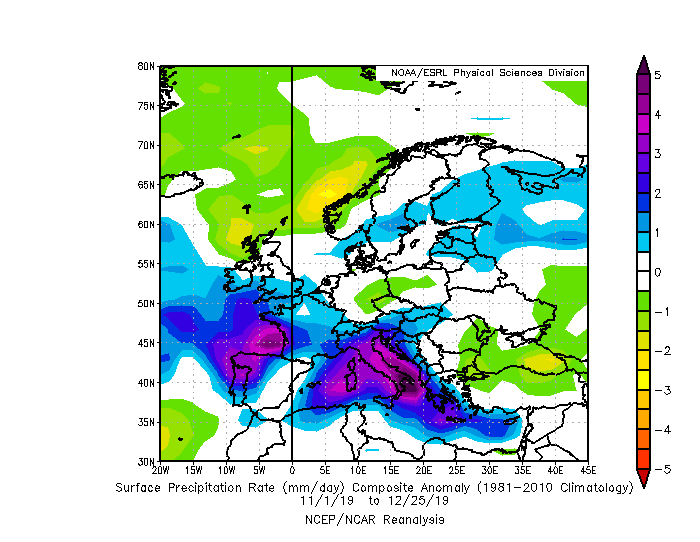 NOAA/ESRL Physical Sciences Division
80N
75N
70N
65N
60N
55N
50N
45N
40N
35N
30N
20W 15W 10W 5W 0 5E 10E 15E 20E 25E 30E 35E 40E 45E
5
4
3
2
1
0
-1
-2
-3
-4
-5
Surface Precipitation Rate (mm/day) Composite Anomaly (1981-2010 Climatology)
11/1/19 to 12/25/19
NCEP/NCAR Reanalysis